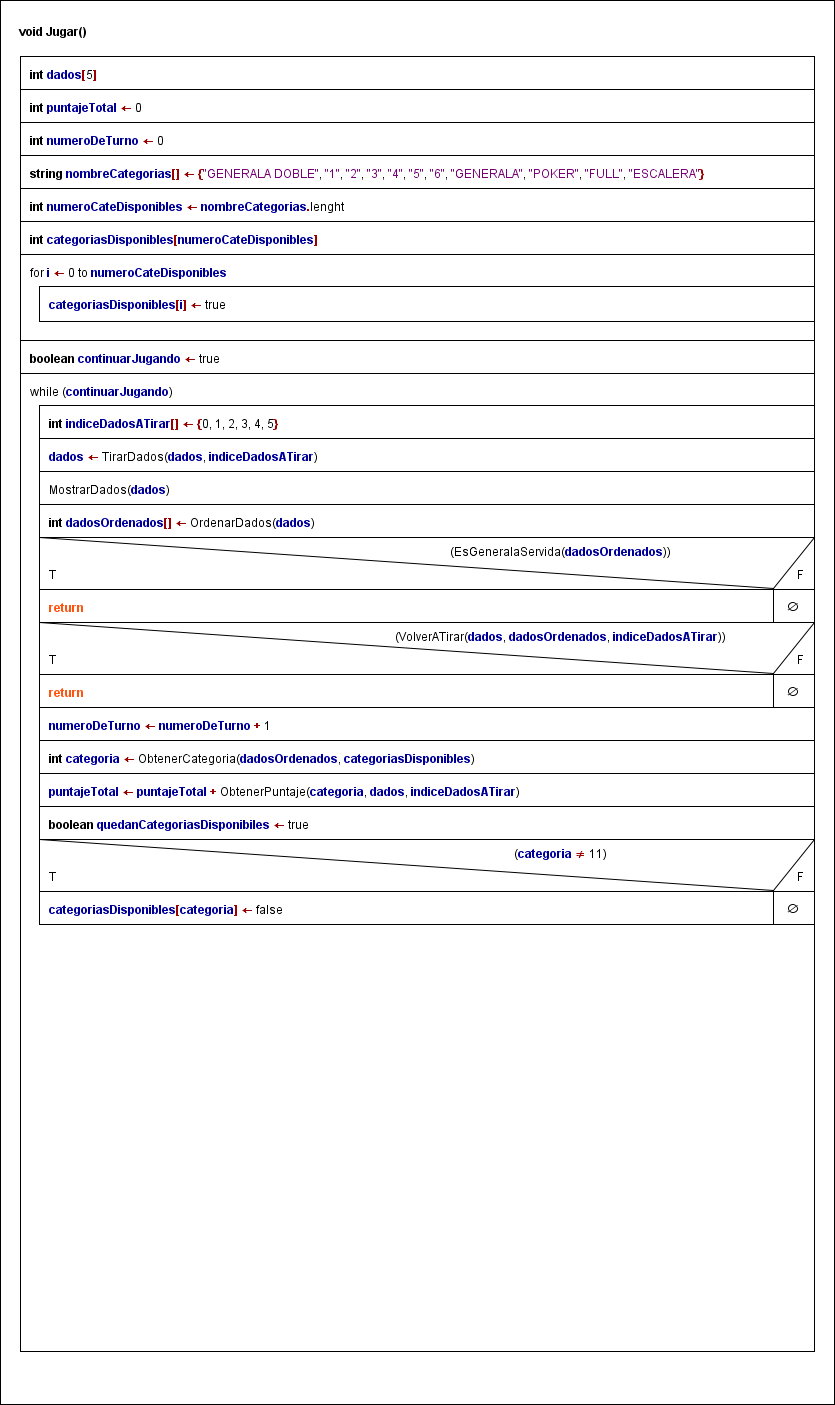 void Jugar()
int dados[5]
int puntajeTotal ← 0
int numeroDeTurno ← 0
string nombreCategorias[] ← {"GENERALA DOBLE", "1", "2", "3", "4", "5", "6", "GENERALA", "POKER", "FULL", "ESCALERA"}
int numeroCateDisponibles ← nombreCategorias.lenght
int categoriasDisponibles[numeroCateDisponibles]
for i ← 0 to numeroCateDisponibles
categoriasDisponibles[i] ← true
boolean continuarJugando ← true
while (continuarJugando)
int indiceDadosATirar[] ← {0, 1, 2, 3, 4, 5}
dados ← TirarDados(dados, indiceDadosATirar)
MostrarDados(dados)
int dadosOrdenados[] ← OrdenarDados(dados)
(EsGeneralaServida(dadosOrdenados))
T F
return ∅
(VolverATirar(dados, dadosOrdenados, indiceDadosATirar))
T F
return ∅
numeroDeTurno ← numeroDeTurno + 1
int categoria ← ObtenerCategoria(dadosOrdenados, categoriasDisponibles)
puntajeTotal ← puntajeTotal + ObtenerPuntaje(categoria, dados, indiceDadosATirar)
boolean quedanCategoriasDisponibiles ← true
(categoria ≠ 11)
T F
categoriasDisponibles[categoria] ← false ∅